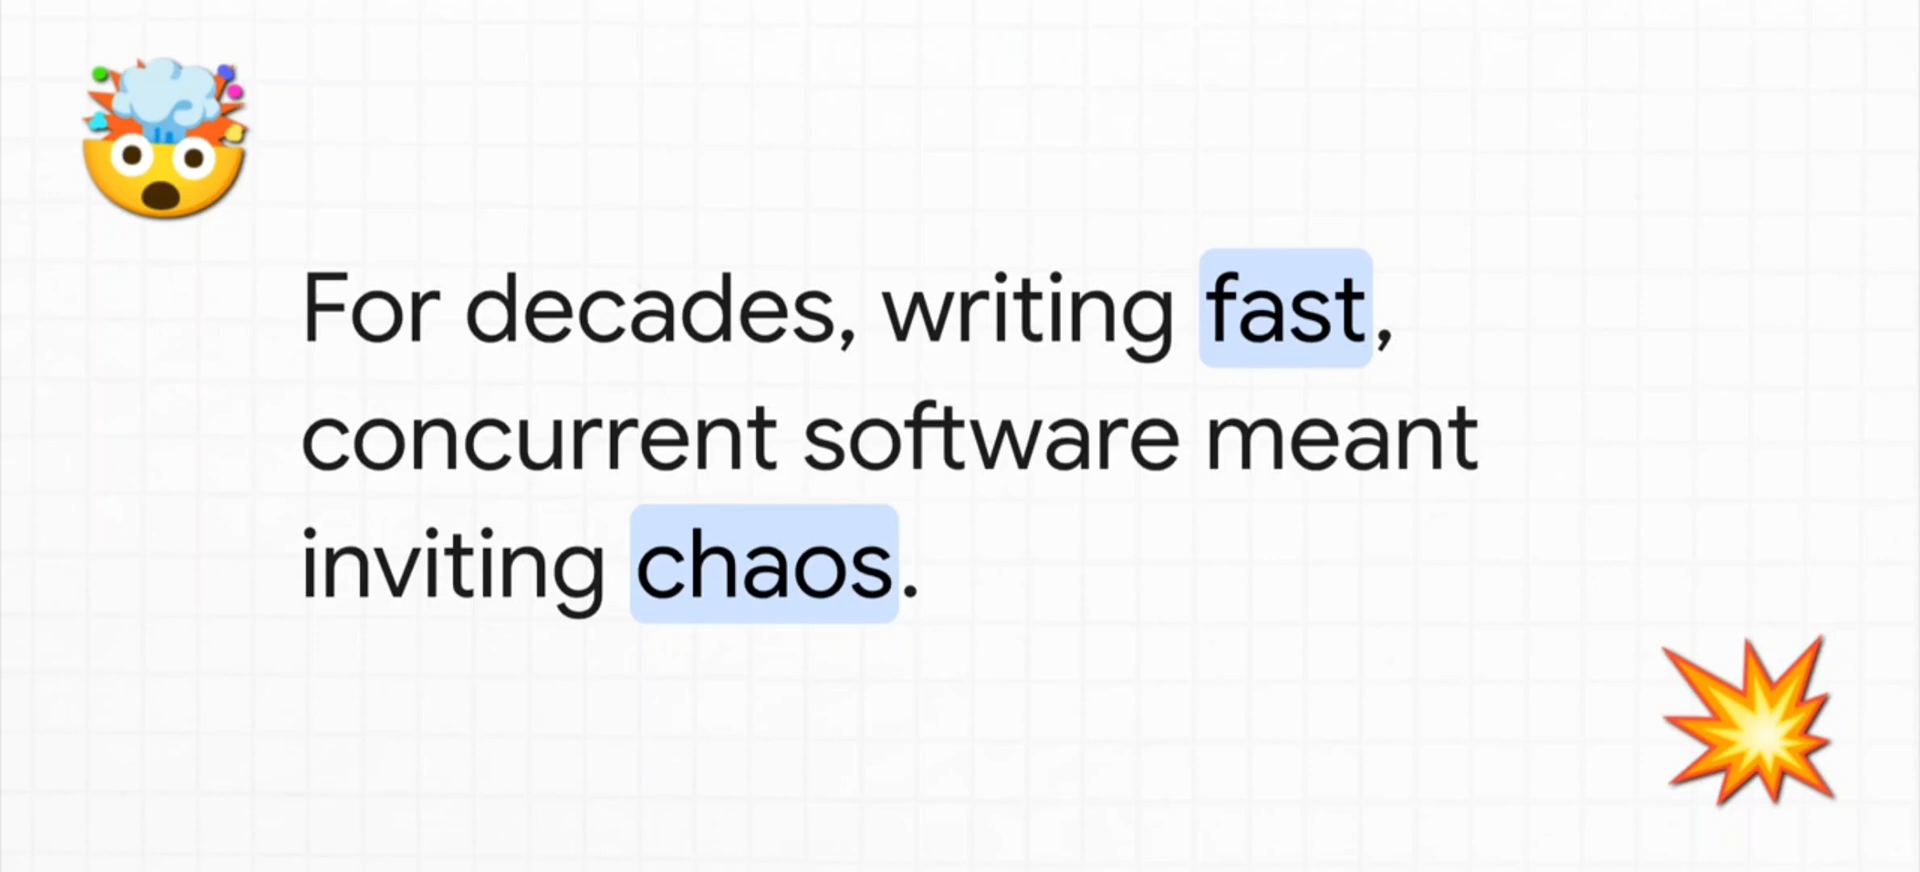 For decades, writing fast,
concurrent software meant
inviting chaos.